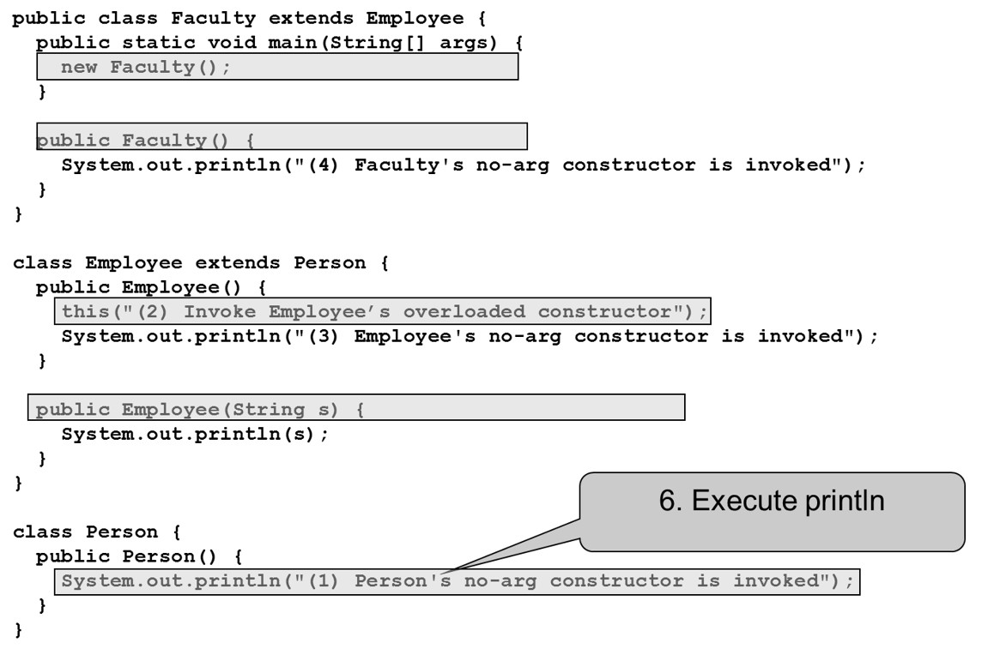 public class Faculty extends Employee {
public static void main(String[] args) {
new Faculty();
}
public Faculty() {
System.out.println("(4) Faculty's no-arg constructor is invoked");
}
}
class Employee extends Person {
public Employee() {
this("(2) Invoke Employee’s overloaded constructor");
System.out.println("(3) Employee's no-arg constructor is invoked");
}
public Employee(String s) {
System.out.println(s);
}
}
6. Execute println
class Person {
public Person() {
System.out.println("(1) Person's no-arg constructor is invoked");
}
}